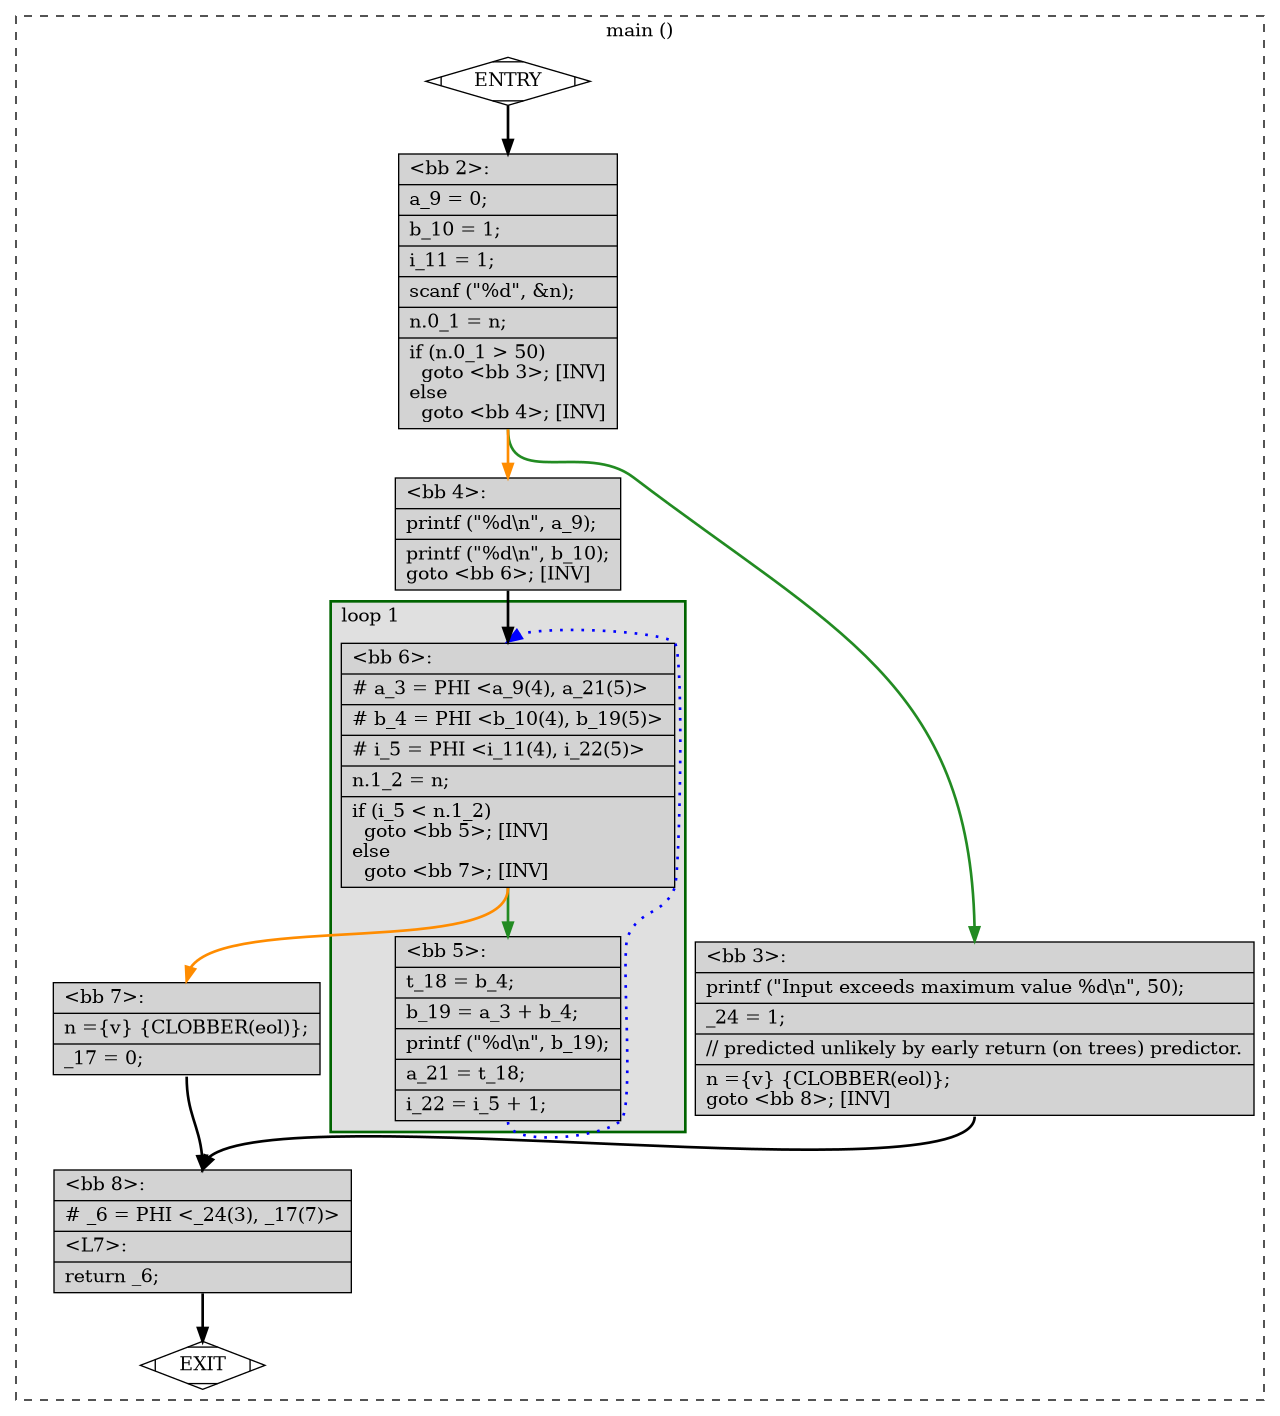 main ()
ENTRY
<bb 2>:
a_9 = 0;
b_10 = 1;
i_11 = 1;
scanf ("%d", &n);
n.0_1 = n;
if (n.0_1 > 50)
goto <bb 3>; [INV]
else
goto <bb 4>; [INV]
<bb 4>:
printf ("%d\n", a_9);
printf ("%d\n", b_10);
goto <bb 6>; [INV]
loop 1
<bb 6>:
# a_3 = PHI <a_9(4), a_21(5)>
# b_4 = PHI <b_10(4), b_19(5)>
# i_5 = PHI <i_11(4), i_22(5)>
n.1_2 = n;
if (i_5 < n.1_2)
goto <bb 5>; [INV]
else
goto <bb 7>; [INV]
<bb 5>:
t_18 = b_4;
b_19 = a_3 + b_4;
printf ("%d\n", b_19);
a_21 = t_18;
i_22 = i_5 + 1;
<bb 3>:
printf ("Input exceeds maximum value %d\n", 50);
_24 = 1;
// predicted unlikely by early return (on trees) predictor.
n ={v} {CLOBBER(eol)};
goto <bb 8>; [INV]
<bb 7>:
n ={v} {CLOBBER(eol)};
_17 = 0;
<bb 8>:
# _6 = PHI <_24(3), _17(7)>
<L7>:
return _6;
EXIT